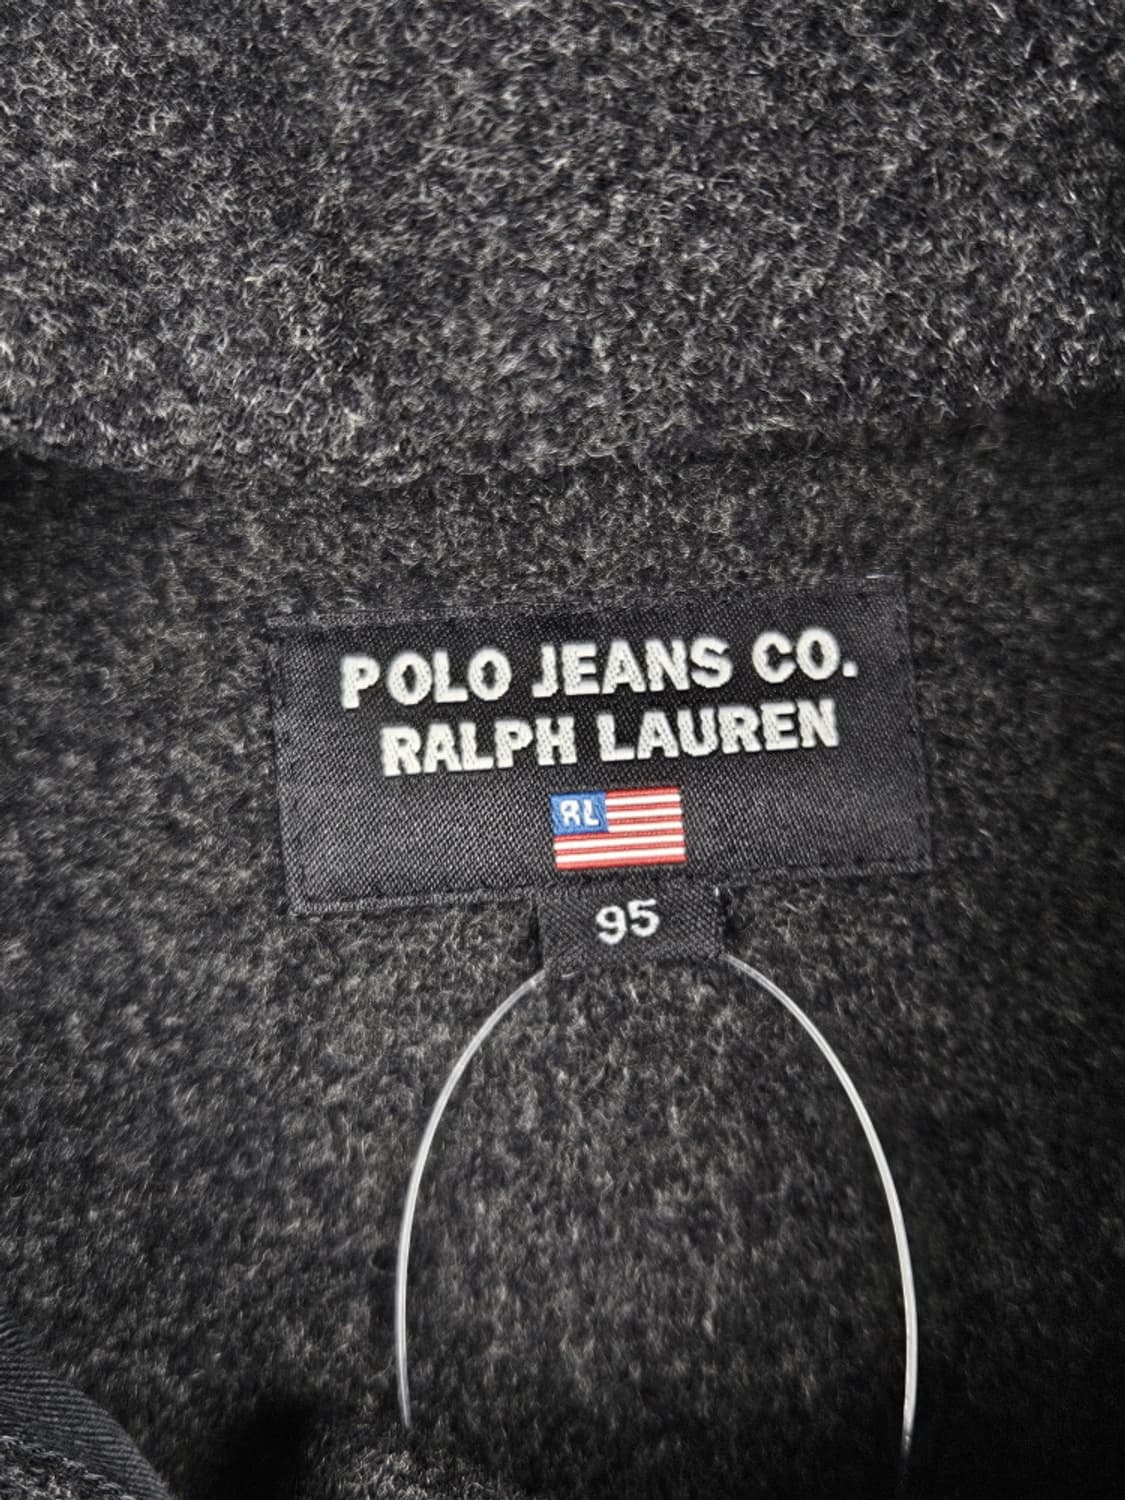 POLO JEANS CO.
RALPH LAUREN
RL
95